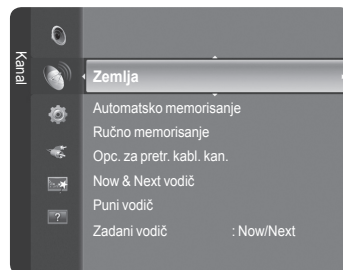 Kanal
Zemlja
Automatsko memorisanje
Ručno memorisanje
Opc. za pretr. kabl. kan.
Now & Next vodič
Puni vodič
Zadani vodič : Now/Next
?